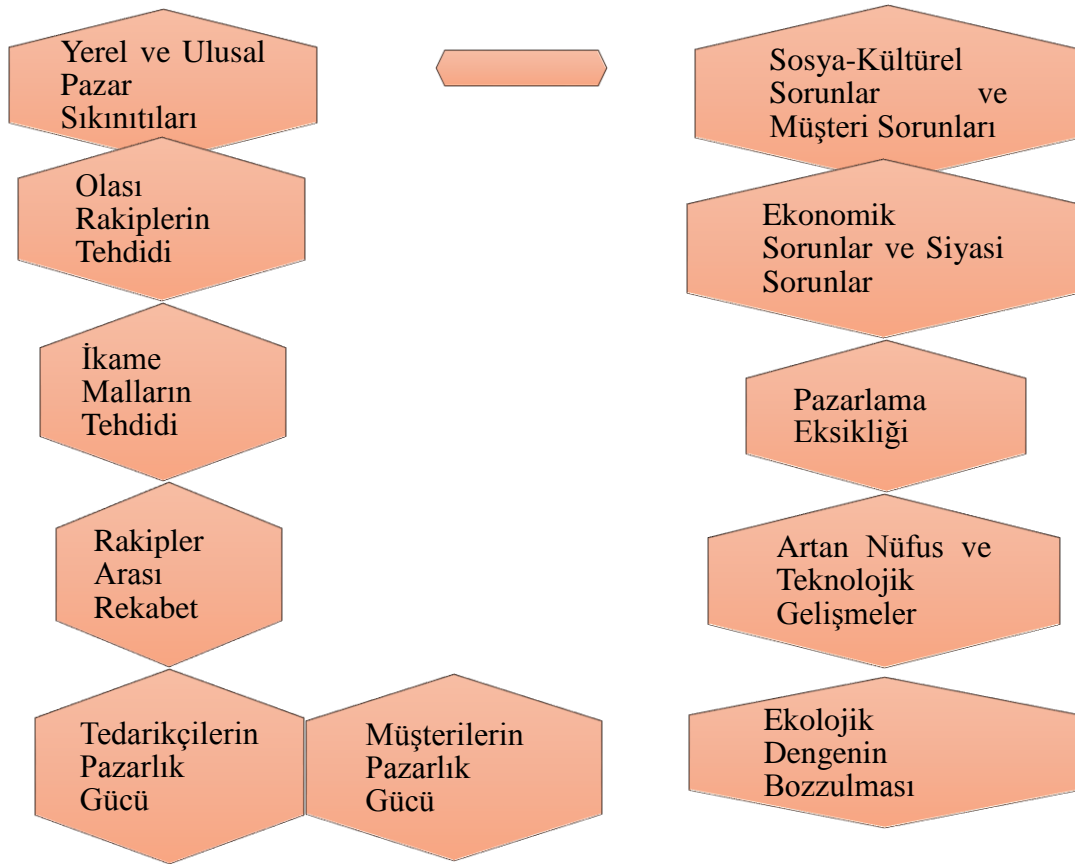 Yerel ve Ulusal
Pazar
Sıkınıtıları
Olası
Rakiplerin
Tehdidi
İkame
Malların
Tehdidi
Rakipler
Arası
Rekabet
Tedarikçilerin
Pazarlık
Gücü
Müşterilerin
Pazarlık
Gücü
Sosya-Kültürel
Sorunlar ve
Müşteri Sorunları
Ekonomik
Sorunlar ve Siyasi
Sorunlar
Pazarlama
Eksikliği
Artan Nüfus ve
Teknolojik
Gelişmeler
Ekolojik
Dengenin
Bozzulması